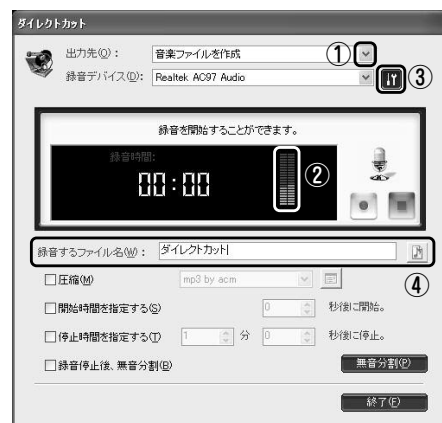 ダイレクトカット
出力先(O)： 音楽ファイルを作成 ①
録音デバイス(D)： Realtek AC97 Audio ③
録音を開始することができます。
録音時間:
00:00 ②
録音するファイル名(W)： ダイレクトカット
④
圧縮(M) mp3 by acm
開始時間を指定する(S) 0 秒後に開始。
停止時間を指定する(T) 1 分 0 秒後に停止。
録音停止後、無音分割(B) 無音分割(P)
終了(E)